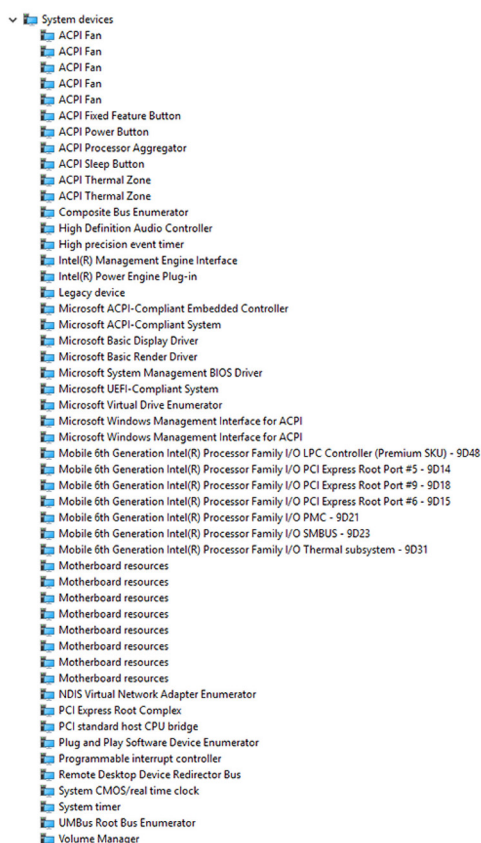 System devices
ACPI Fan
ACPI Fan
ACPI Fan
ACPI Fan
ACPI Fan
ACPI Fixed Feature Button
ACPI Power Button
ACPI Processor Aggregator
ACPI Sleep Button
ACPI Thermal Zone
ACPI Thermal Zone
Composite Bus Enumerator
High Definition Audio Controller
High precision event timer
Intel(R) Management Engine Interface
Intel(R) Power Engine Plug-in
Legacy device
Microsoft ACPI-Compliant Embedded Controller
Microsoft ACPI-Compliant System
Microsoft Basic Display Driver
Microsoft Basic Render Driver
Microsoft System Management BIOS Driver
Microsoft UEFI-Compliant System
Microsoft Virtual Drive Enumerator
Microsoft Windows Management Interface for ACPI
Microsoft Windows Management Interface for ACPI
Mobile 6th Generation Intel(R) Processor Family I/O LPC Controller (Premium SKU) - 9D48
Mobile 6th Generation Intel(R) Processor Family I/O PCI Express Root Port #5 - 9D14
Mobile 6th Generation Intel(R) Processor Family I/O PCI Express Root Port #9 - 9D18
Mobile 6th Generation Intel(R) Processor Family I/O PCI Express Root Port #6 - 9D15
Mobile 6th Generation Intel(R) Processor Family I/O PMC - 9D21
Mobile 6th Generation Intel(R) Processor Family I/O SMBUS - 9D23
Mobile 6th Generation Intel(R) Processor Family I/O Thermal subsystem - 9D31
Motherboard resources
Motherboard resources
Motherboard resources
Motherboard resources
Motherboard resources
Motherboard resources
Motherboard resources
Motherboard resources
NDIS Virtual Network Adapter Enumerator
PCI Express Root Complex
PCI standard host CPU bridge
Plug and Play Software Device Enumerator
Programmable interrupt controller
Remote Desktop Device Redirector Bus
System CMOS/real time clock
System timer
UMBus Root Bus Enumerator
Volume Manager